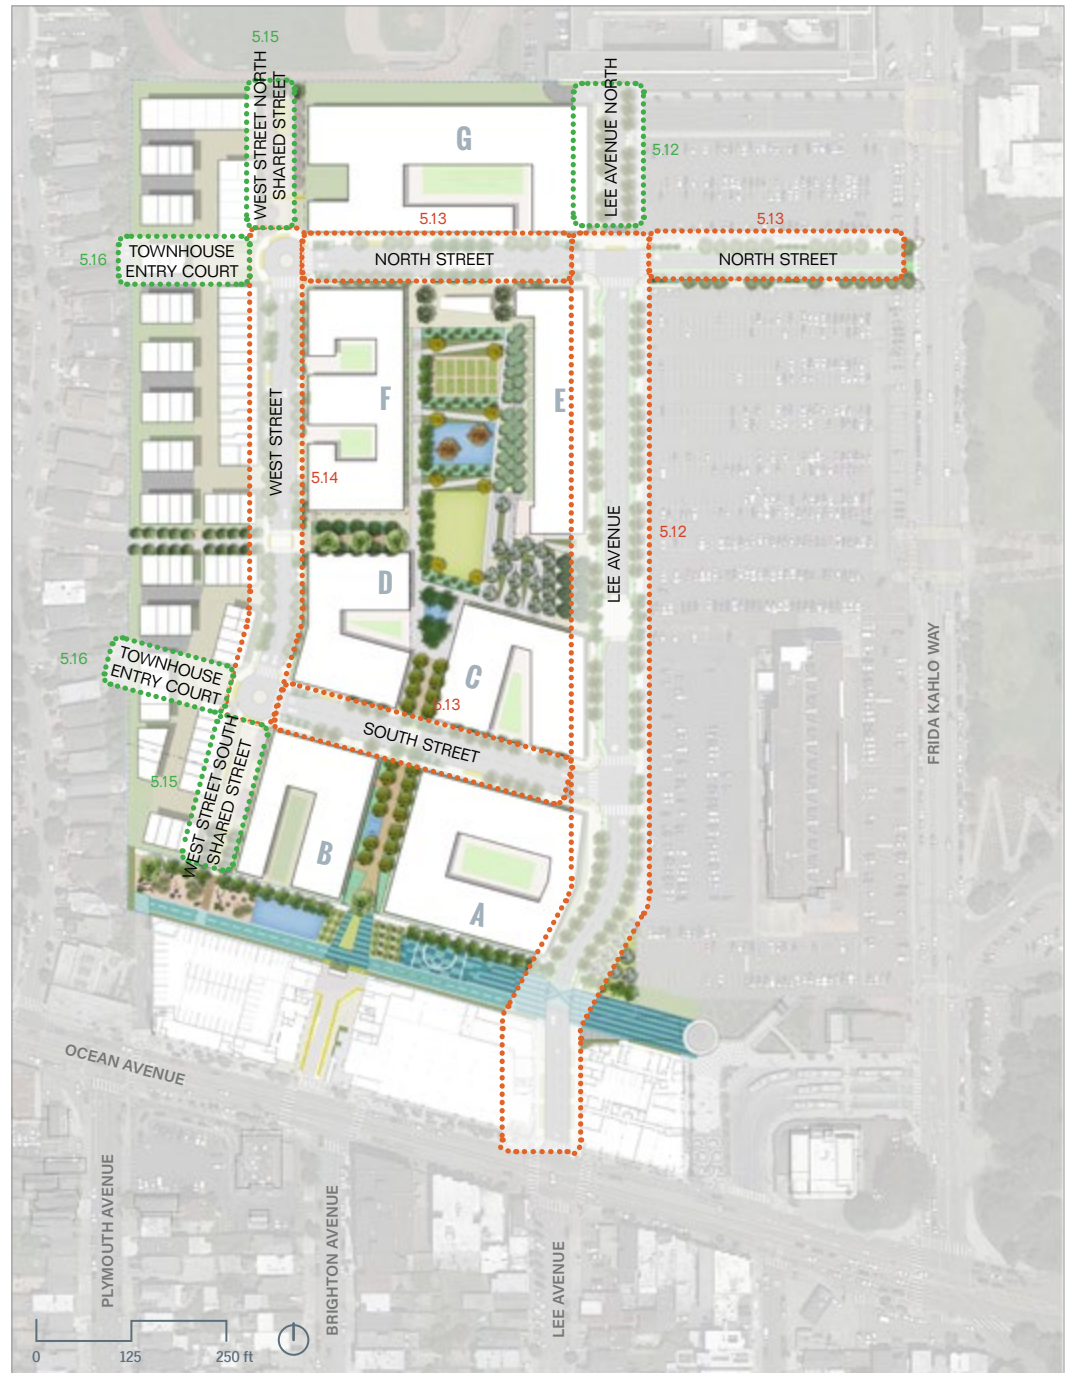 5.15
WEST STREET NORTH
SHARED STREET
LEE AVENUE NORTH
5.12
G
5.13
5.13
5.16
TOWNHOUSE
ENTRY COURT
NORTH STREET
NORTH STREET
F
E
WEST STREET
5.14
LEE AVENUE
5.12
D
5.16
TOWNHOUSE
ENTRY COURT
C
5.13
SOUTH STREET
FRIDA KAHLO WAY
5.15
WEST STREET SOUTH
SHARED STREET
B
A
OCEAN AVENUE
PLYMOUTH AVENUE
BRIGHTON AVENUE
LEE AVENUE
0
125
250 ft